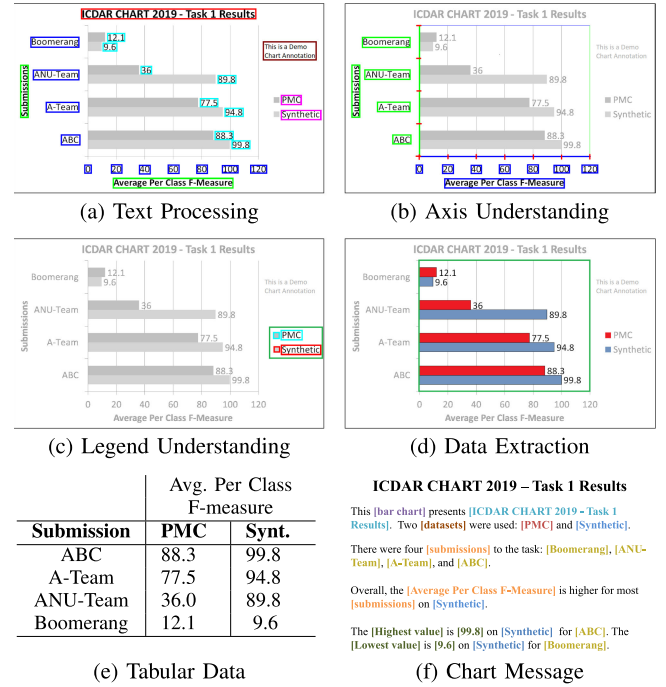 ICDAR CHART 2019 - Task 1 Results
Boomerang
12.1
9.6
This is a Demo
Chart Annotation
ANU-Team
36
89.8
Submissions
A-Team
77.5
94.8
PMC
Synthetic
ABC
88.3
99.8
0 20 40 60 80 100 120
Average Per Class F-Measure
(a) Text Processing
ICDAR CHART 2019 - Task 1 Results
Boomerang
12.1
9.6
This is a Demo
Chart Annotation
ANU-Team
36
89.8
Submissions
A-Team
77.5
94.8
PMC
Synthetic
ABC
88.3
99.8
0 20 40 60 80 100 120
Average Per Class F-Measure
(b) Axis Understanding
ICDAR CHART 2019 - Task 1 Results
Boomerang
12.1
9.6
This is a Demo
Chart Annotation
ANU-Team
36
89.8
Submissions
A-Team
77.5
94.8
PMC
Synthetic
ABC
88.3
99.8
0 20 40 60 80 100 120
Average Per Class F-Measure
(c) Legend Understanding
ICDAR CHART 2019 - Task 1 Results
Boomerang
12.1
9.6
This is a Demo
Chart Annotation
ANU-Team
36
89.8
Submissions
A-Team
77.5
94.8
PMC
Synthetic
ABC
88.3
99.8
0 20 40 60 80 100 120
Average Per Class F-Measure
(d) Data Extraction
Avg. Per Class
F-measure
Submission PMC Synt.
ABC 88.3 99.8
A-Team 77.5 94.8
ANU-Team 36.0 89.8
Boomerang 12.1 9.6
(e) Tabular Data
ICDAR CHART 2019 – Task 1 Results
This [bar chart] presents [ICDAR CHART 2019 - Task 1
Results]. Two [datasets] were used: [PMC] and [Synthetic].
There were four [submissions] to the task: [Boomerang], [ANU-
Team], [A-Team], and [ABC].
Overall, the [Average Per Class F-Measure] is higher for most
[submissions] on [Synthetic].
The [Highest value] is [99.8] on [Synthetic] for [ABC]. The
[Lowest value] is [9.6] on [Synthetic] for [Boomerang].
(f) Chart Message